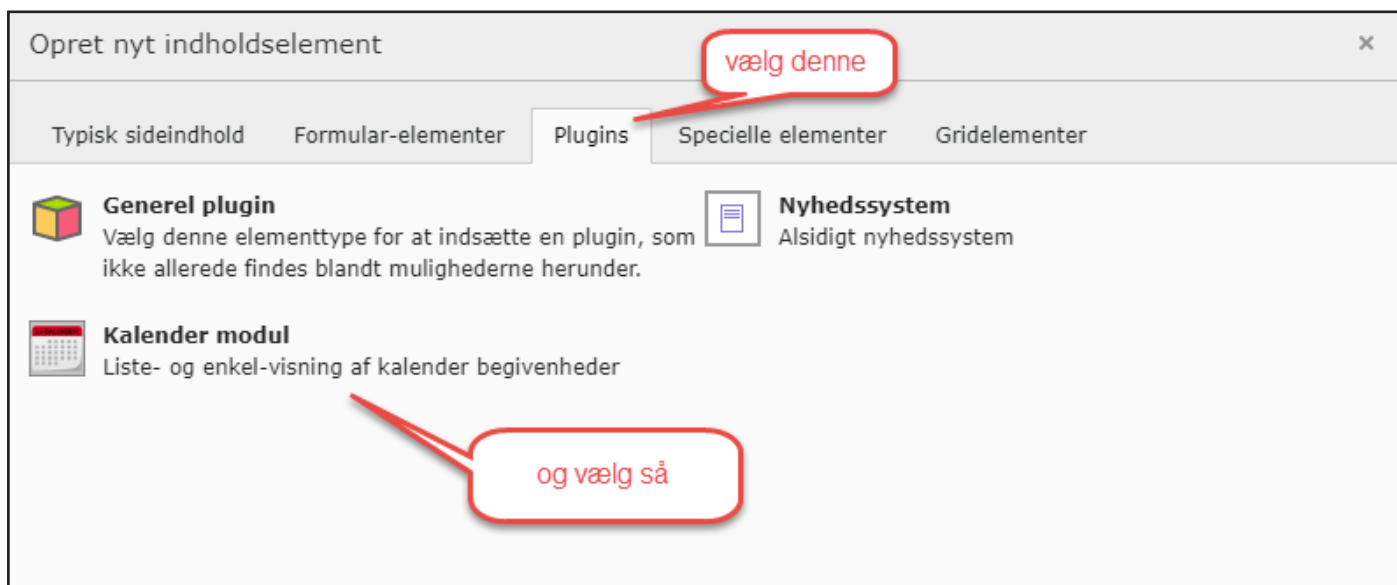 Opret nyt indholdselement
×
vælg denne
Typisk sideindhold
Formular-elementer
Plugins
Specielle elementer
Gridelementer
Generel plugin
Vælg denne elementtype for at indsætte en plugin, som
ikke allerede findes blandt mulighederne herunder.
Nyhedssystem
Alsidigt nyhedssystem
Kalender modul
Liste- og enkel-visning af kalender begivenheder
og vælg så